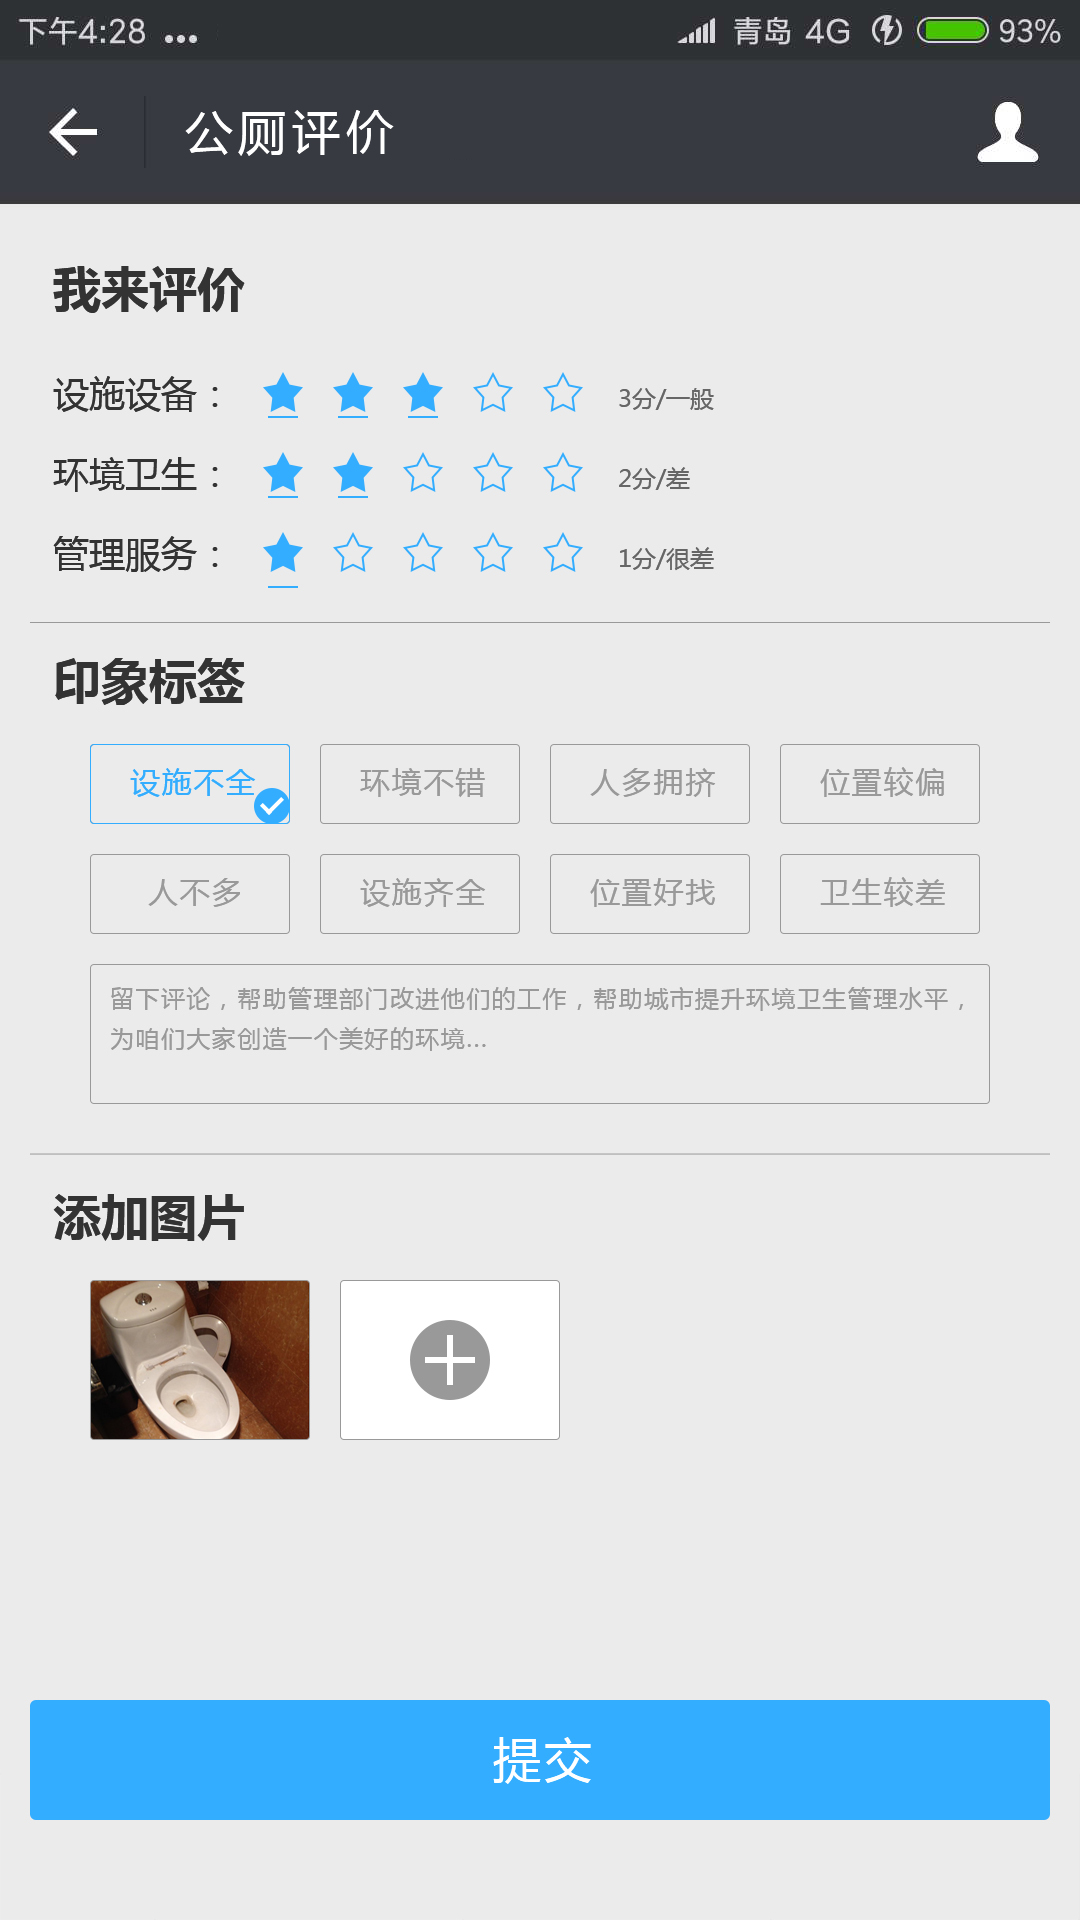 下午4:28 ... 青岛 4G 93%
公厕评价
我来评价
设施设备： 3分/一般
环境卫生： 2分/差
管理服务： 1分/很差
印象标签
设施不全 环境不错 人多拥挤 位置较偏
人不多 设施齐全 位置好找 卫生较差
留下评论，帮助管理部门改进他们的工作，帮助城市提升环境卫生管理水平，
为咱们大家创造一个美好的环境...
添加图片
提交